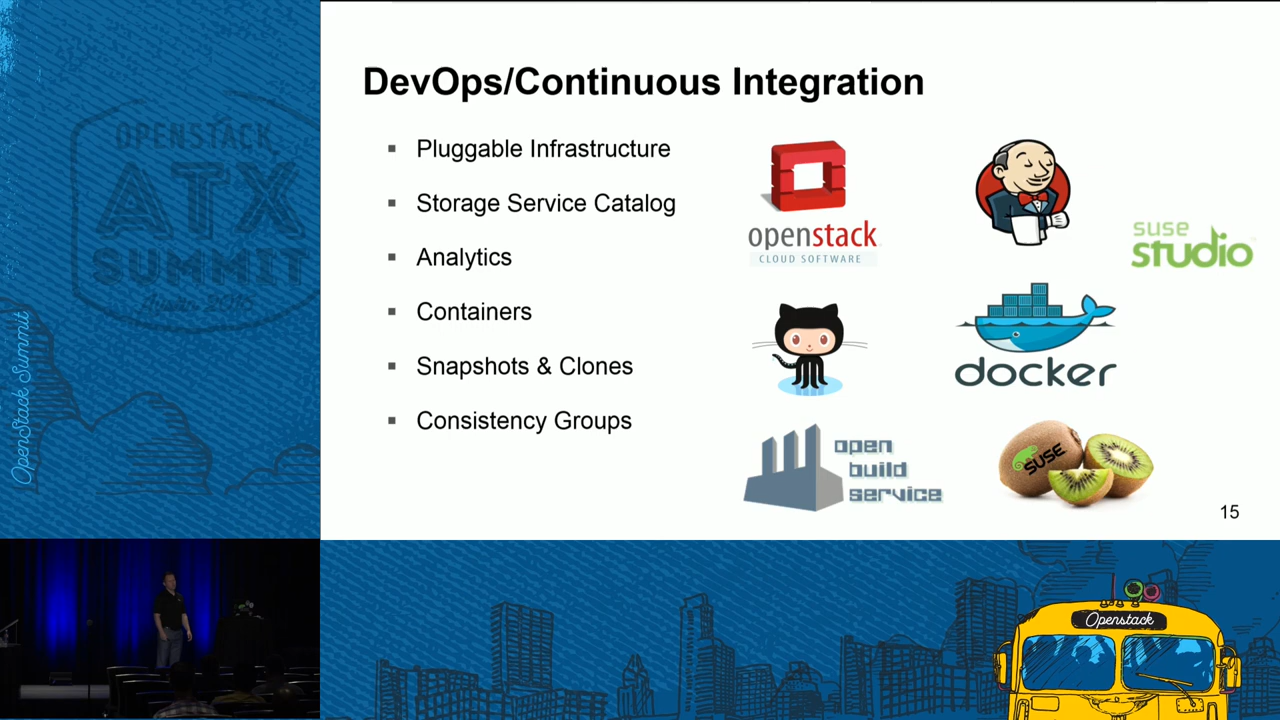 OPENSTACK
ATX
SUMMIT
OpenStack Summit
DevOps/Continuous Integration
Pluggable Infrastructure
Storage Service Catalog
Analytics
Containers
Snapshots & Clones
Consistency Groups
openstack
CLOUD SOFTWARE
suse
studio
docker
open
build
service
SUSE
15
Openstack